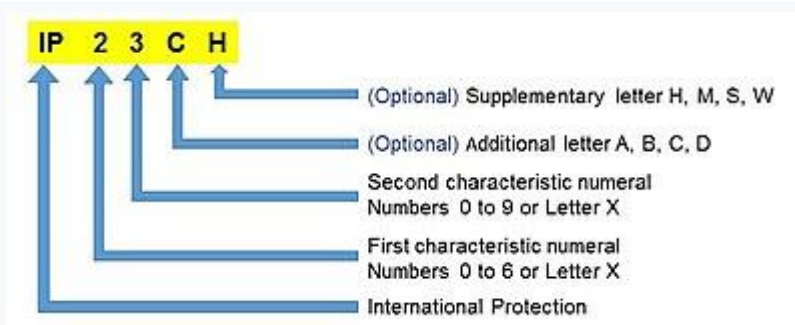 IP 2 3 C H
(Optional) Supplementary letter H, M, S, W
(Optional) Additional letter A, B, C, D
Second characteristic numeral
Numbers 0 to 9 or Letter X
First characteristic numeral
Numbers 0 to 6 or Letter X
International Protection